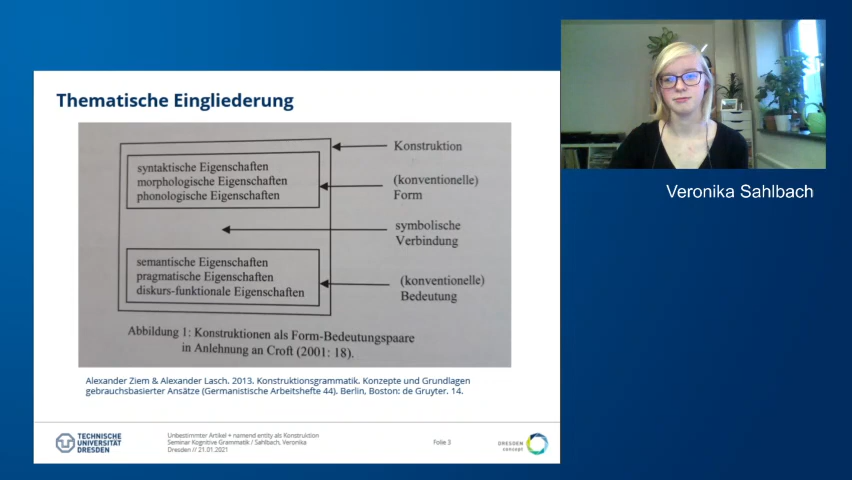 Thematische Eingliederung
syntaktische Eigenschaften
morphologische Eigenschaften
phonologische Eigenschaften
semantische Eigenschaften
pragmatische Eigenschaften
diskurs-funktionale Eigenschaften
Konstruktion
(konventionelle)
Form
symbolische
Verbindung
(konventionelle)
Bedeutung
Abbildung 1: Konstruktionen als Form-Bedeutungspaare
in Anlehnung an Croft (2001: 18).
Alexander Ziem & Alexander Lasch. 2013. Konstruktionsgrammatik. Konzepte und Grundlagen
gebrauchsbasierter Ansätze (Germanistische Arbeitshefte 44). Berlin, Boston: de Gruyter. 14.
TECHNISCHE
UNIVERSITÄT
DRESDEN
Unbestimmter Artikel + namend entity als Konstruktion
Seminar Kognitive Grammatik / Sahlbach, Veronika
Dresden // 21.01.2021
Folie 3
DRESDEN
concept
Veronika Sahlbach